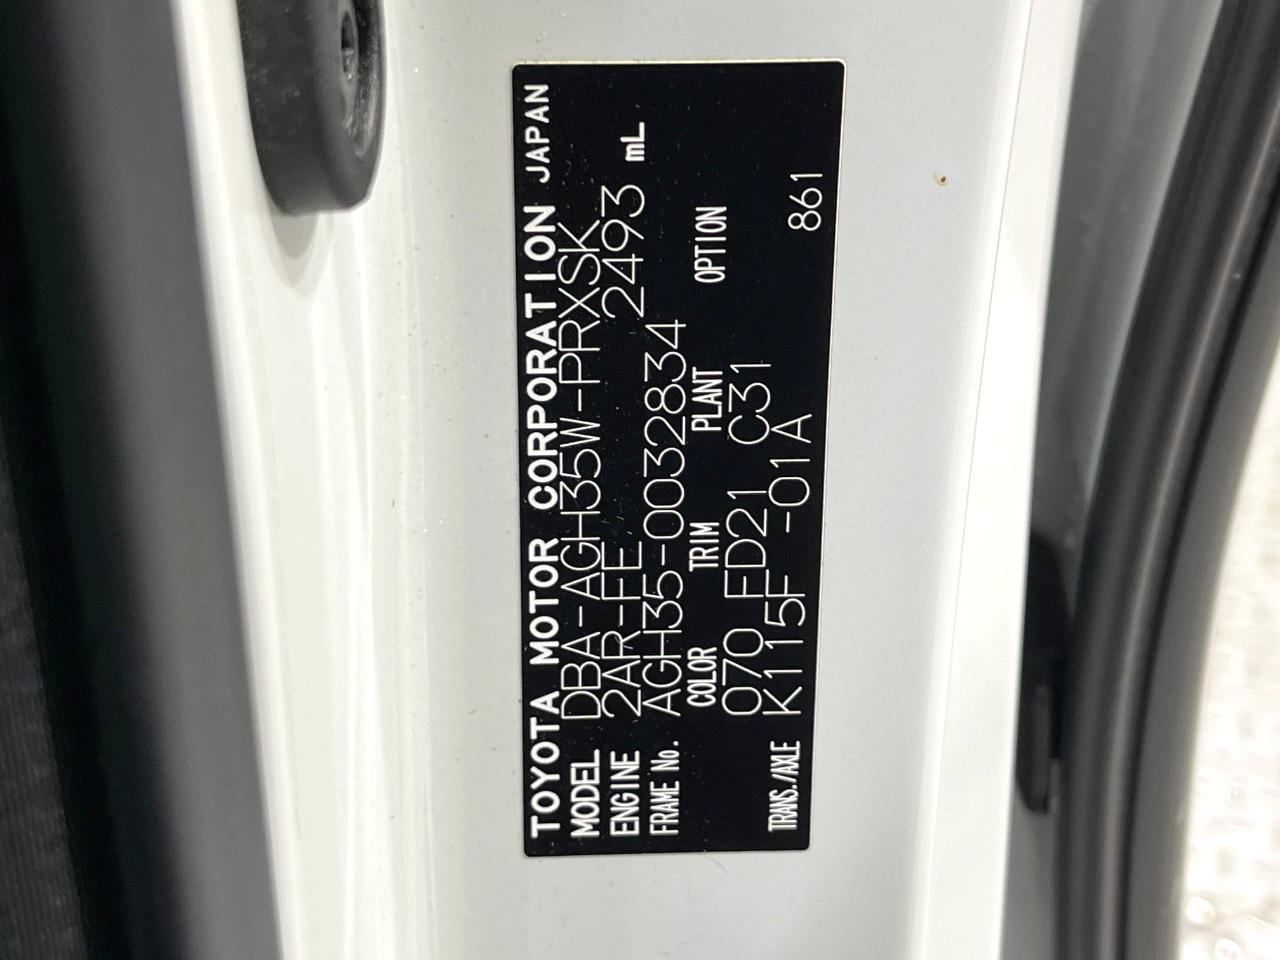 TOYOTA MOTOR CORPORATION JAPAN
MODEL DBA-AGH35W-PRXSK
ENGINE 2AR-FE 2493 mL
FRAME No. AGH35-0032834
COLOR TRIM PLANT OPTION
070 FD21 C31 861
TRANS./AXLE K115F -01A